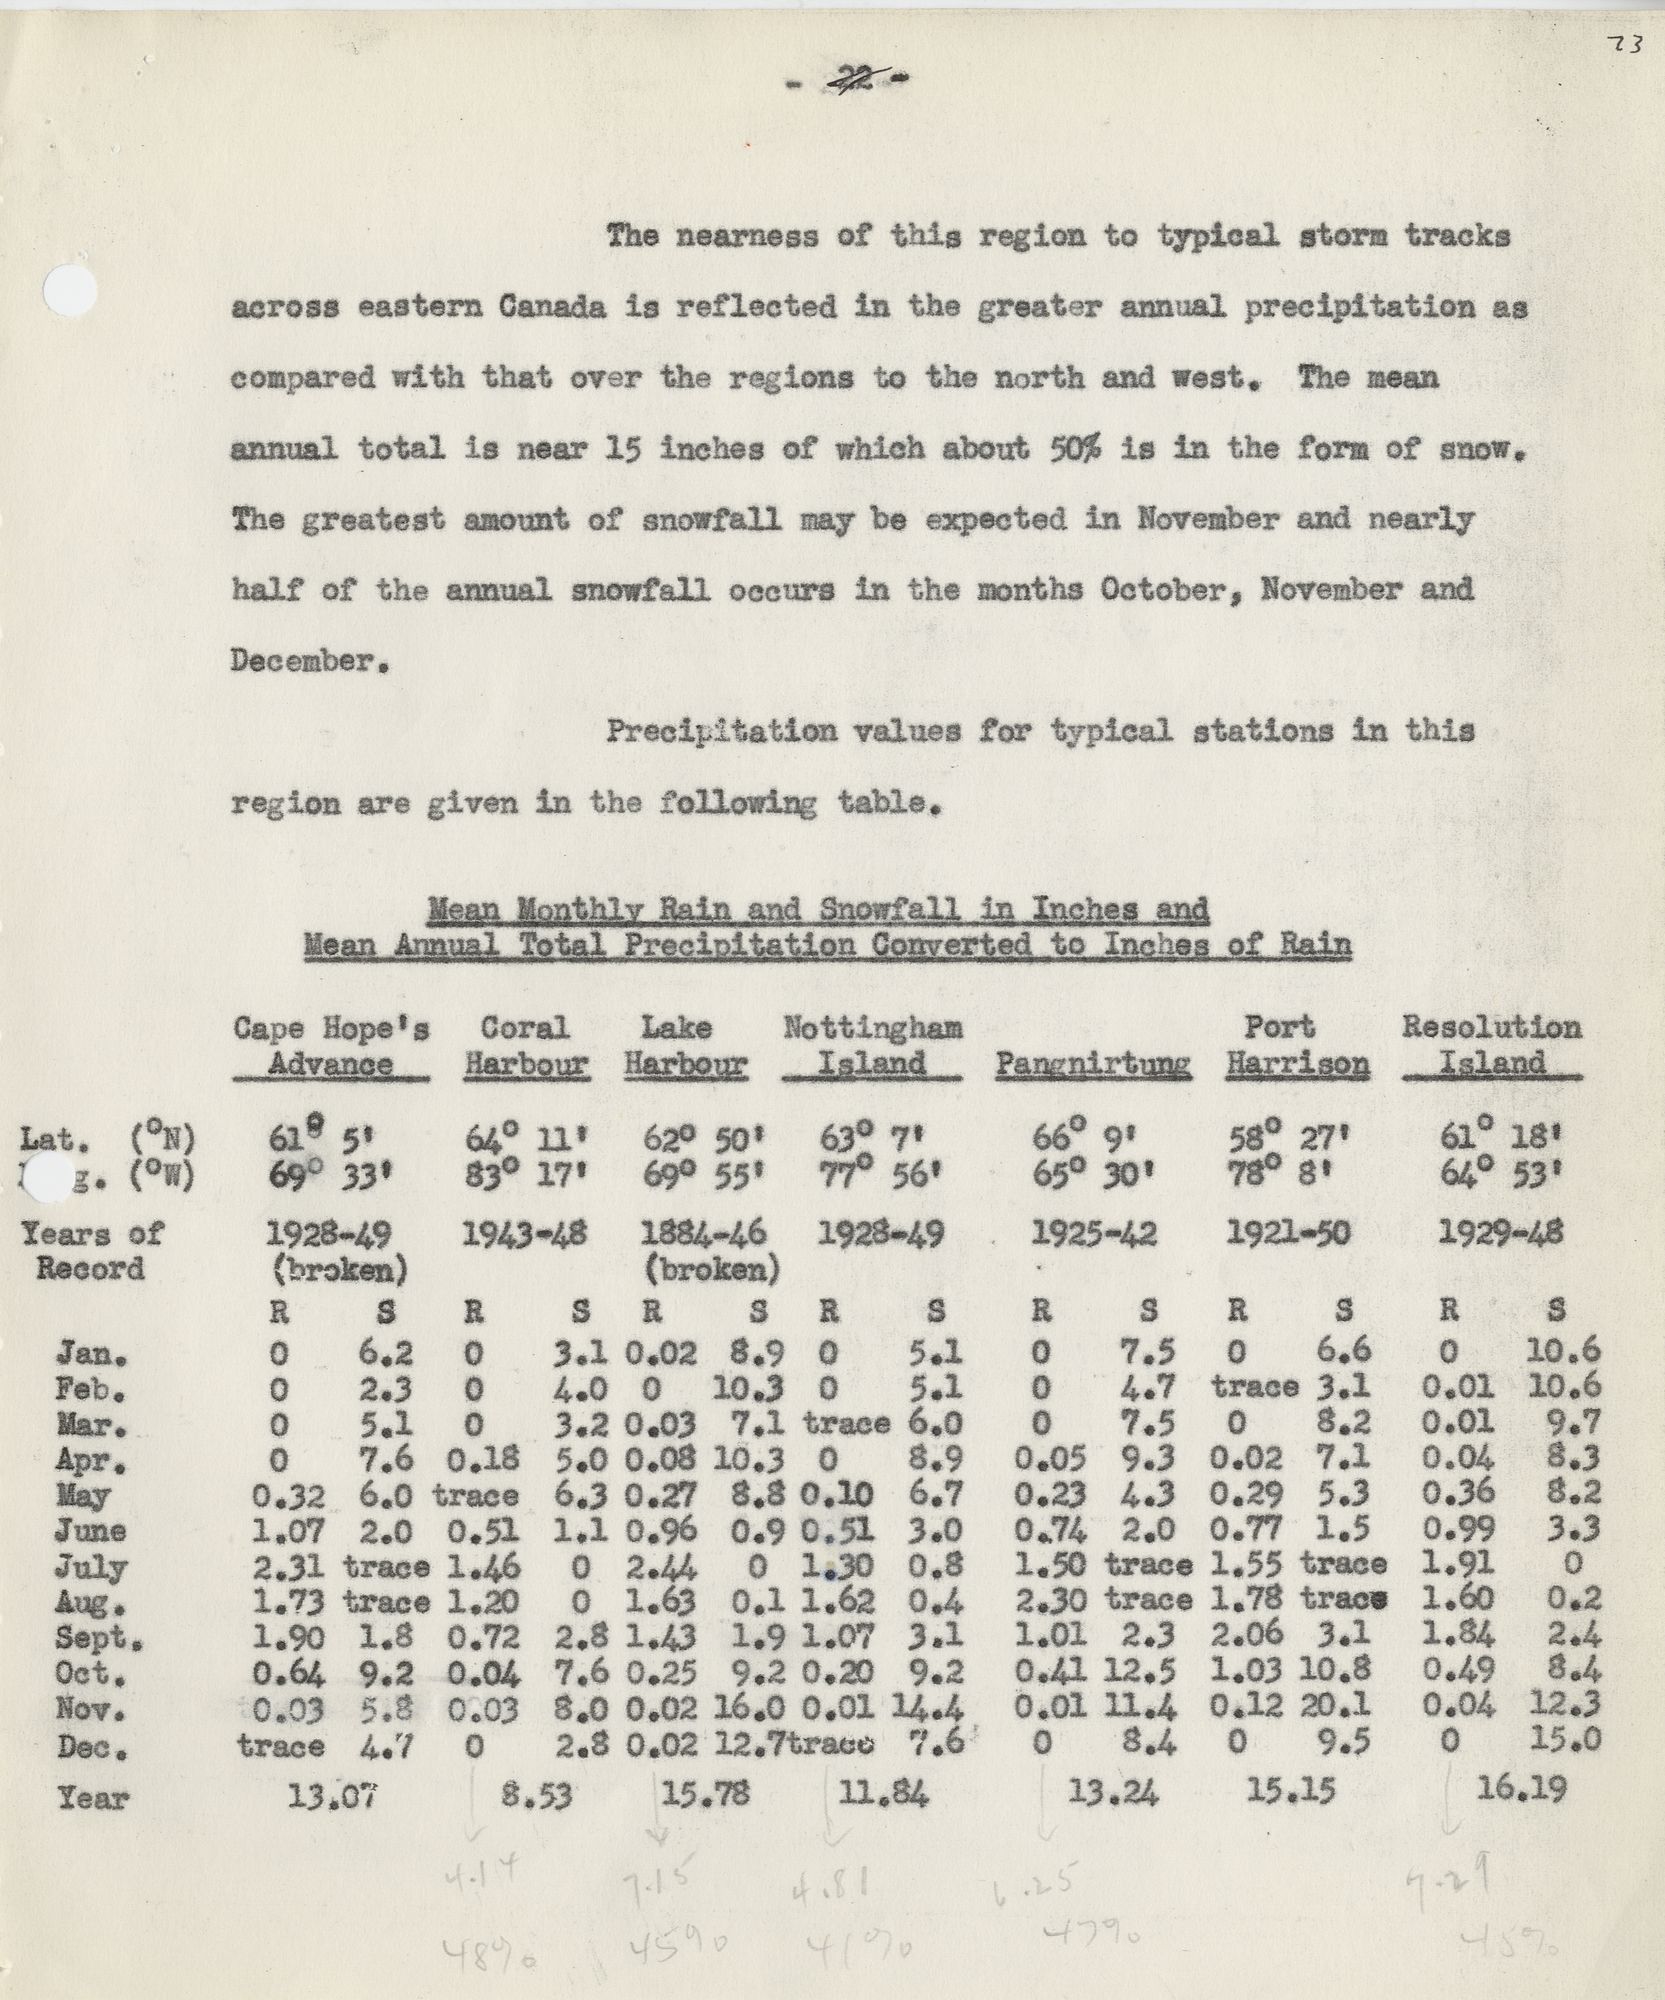 23
- 22 -
The nearness of this region to typical storm tracks
across eastern Canada is reflected in the greater annual precipitation as
compared with that over the regions to the north and west. The mean
annual total is near 15 inches of which about 50% is in the form of snow.
The greatest amount of snowfall may be expected in November and nearly
half of the annual snowfall occurs in the months October, November and
December.
Precipitation values for typical stations in this
region are given in the following table.
Mean Monthly Rain and Snowfall in Inches and
Mean Annual Total Precipitation Converted to Inches of Rain
Cape Hope's Coral Lake Nottingham Port Resolution
Advance Harbour Harbour Island Pangnirtung Harrison Island
Lat. (°N) 61° 5' 64° 11' 62° 50' 63° 7' 66° 9' 58° 27' 61° 18'
g. (°W) 69° 33' 83° 17' 69° 55' 77° 56' 65° 30' 78° 8' 64° 53'
Years of 1928-49 1943-48 1884-46 1928-49 1925-42 1921-50 1929-48
Record (broken) (broken)
R S R S R S R S R S R S R S
Jan. 0 6.2 0 3.1 0.02 8.9 0 5.1 0 7.5 0 6.6 0 10.6
Feb. 0 2.3 0 4.0 0 10.3 0 5.1 0 4.7 trace 3.1 0.01 10.6
Mar. 0 5.1 0 3.2 0.03 7.1 trace 6.0 0 7.5 0 8.2 0.01 9.7
Apr. 0 7.6 0.18 5.0 0.08 10.3 0 8.9 0.05 9.3 0.02 7.1 0.04 8.3
May 0.32 6.0 trace 6.3 0.27 8.8 0.10 6.7 0.23 4.3 0.29 5.3 0.36 8.2
June 1.07 2.0 0.51 1.1 0.96 0.9 0.51 3.0 0.74 2.0 0.77 1.5 0.99 3.3
July 2.31 trace 1.46 0 2.44 0 1.30 0.8 1.50 trace 1.55 trace 1.91 0
Aug. 1.73 trace 1.20 0 1.63 0.1 1.62 0.4 2.30 trace 1.78 trace 1.60 0.2
Sept. 1.90 1.8 0.72 2.8 1.43 1.9 1.07 3.1 1.01 2.3 2.06 3.1 1.84 2.4
Oct. 0.64 9.2 0.04 7.6 0.25 9.2 0.20 9.2 0.41 12.5 1.03 10.8 0.49 8.4
Nov. 0.03 5.8 0.03 8.0 0.02 16.0 0.01 14.4 0.01 11.4 0.12 20.1 0.04 12.3
Dec. trace 4.7 0 2.8 0.02 12.7 trace 7.6 0 8.4 0 9.5 0 15.0
Year 13.07 8.53 15.78 11.84 13.24 15.15 16.19
4.14 7.15 4.81 6.25 7.29
48% 45% 41% 47% 45%